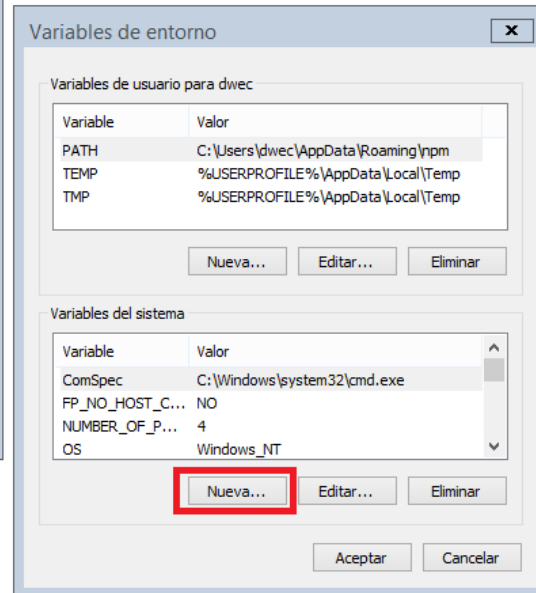 Variables de entorno
Variables de usuario para dwec
Variable Valor
PATH C:\Users\dwec\AppData\Roaming\npm
TEMP %USERPROFILE%\AppData\Local\Temp
TMP %USERPROFILE%\AppData\Local\Temp
Nueva... Editar... Eliminar
Variables del sistema
Variable Valor
ComSpec C:\Windows\system32\cmd.exe
FP_NO_HOST_C... NO
NUMBER_OF_P... 4
OS Windows_NT
Nueva... Editar... Eliminar
Aceptar Cancelar